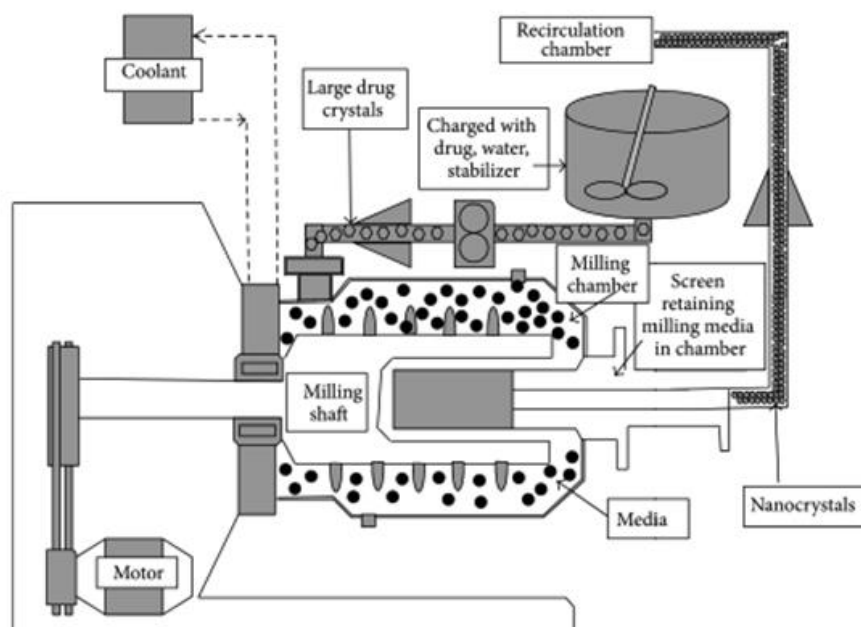 Coolant
Large drug
crystals
Recirculation
chamber
Charged with
drug, water,
stabilizer
Milling
chamber
Screen
retaining
milling media
in chamber
Milling
shaft
Nanocrystals
Media
Motor